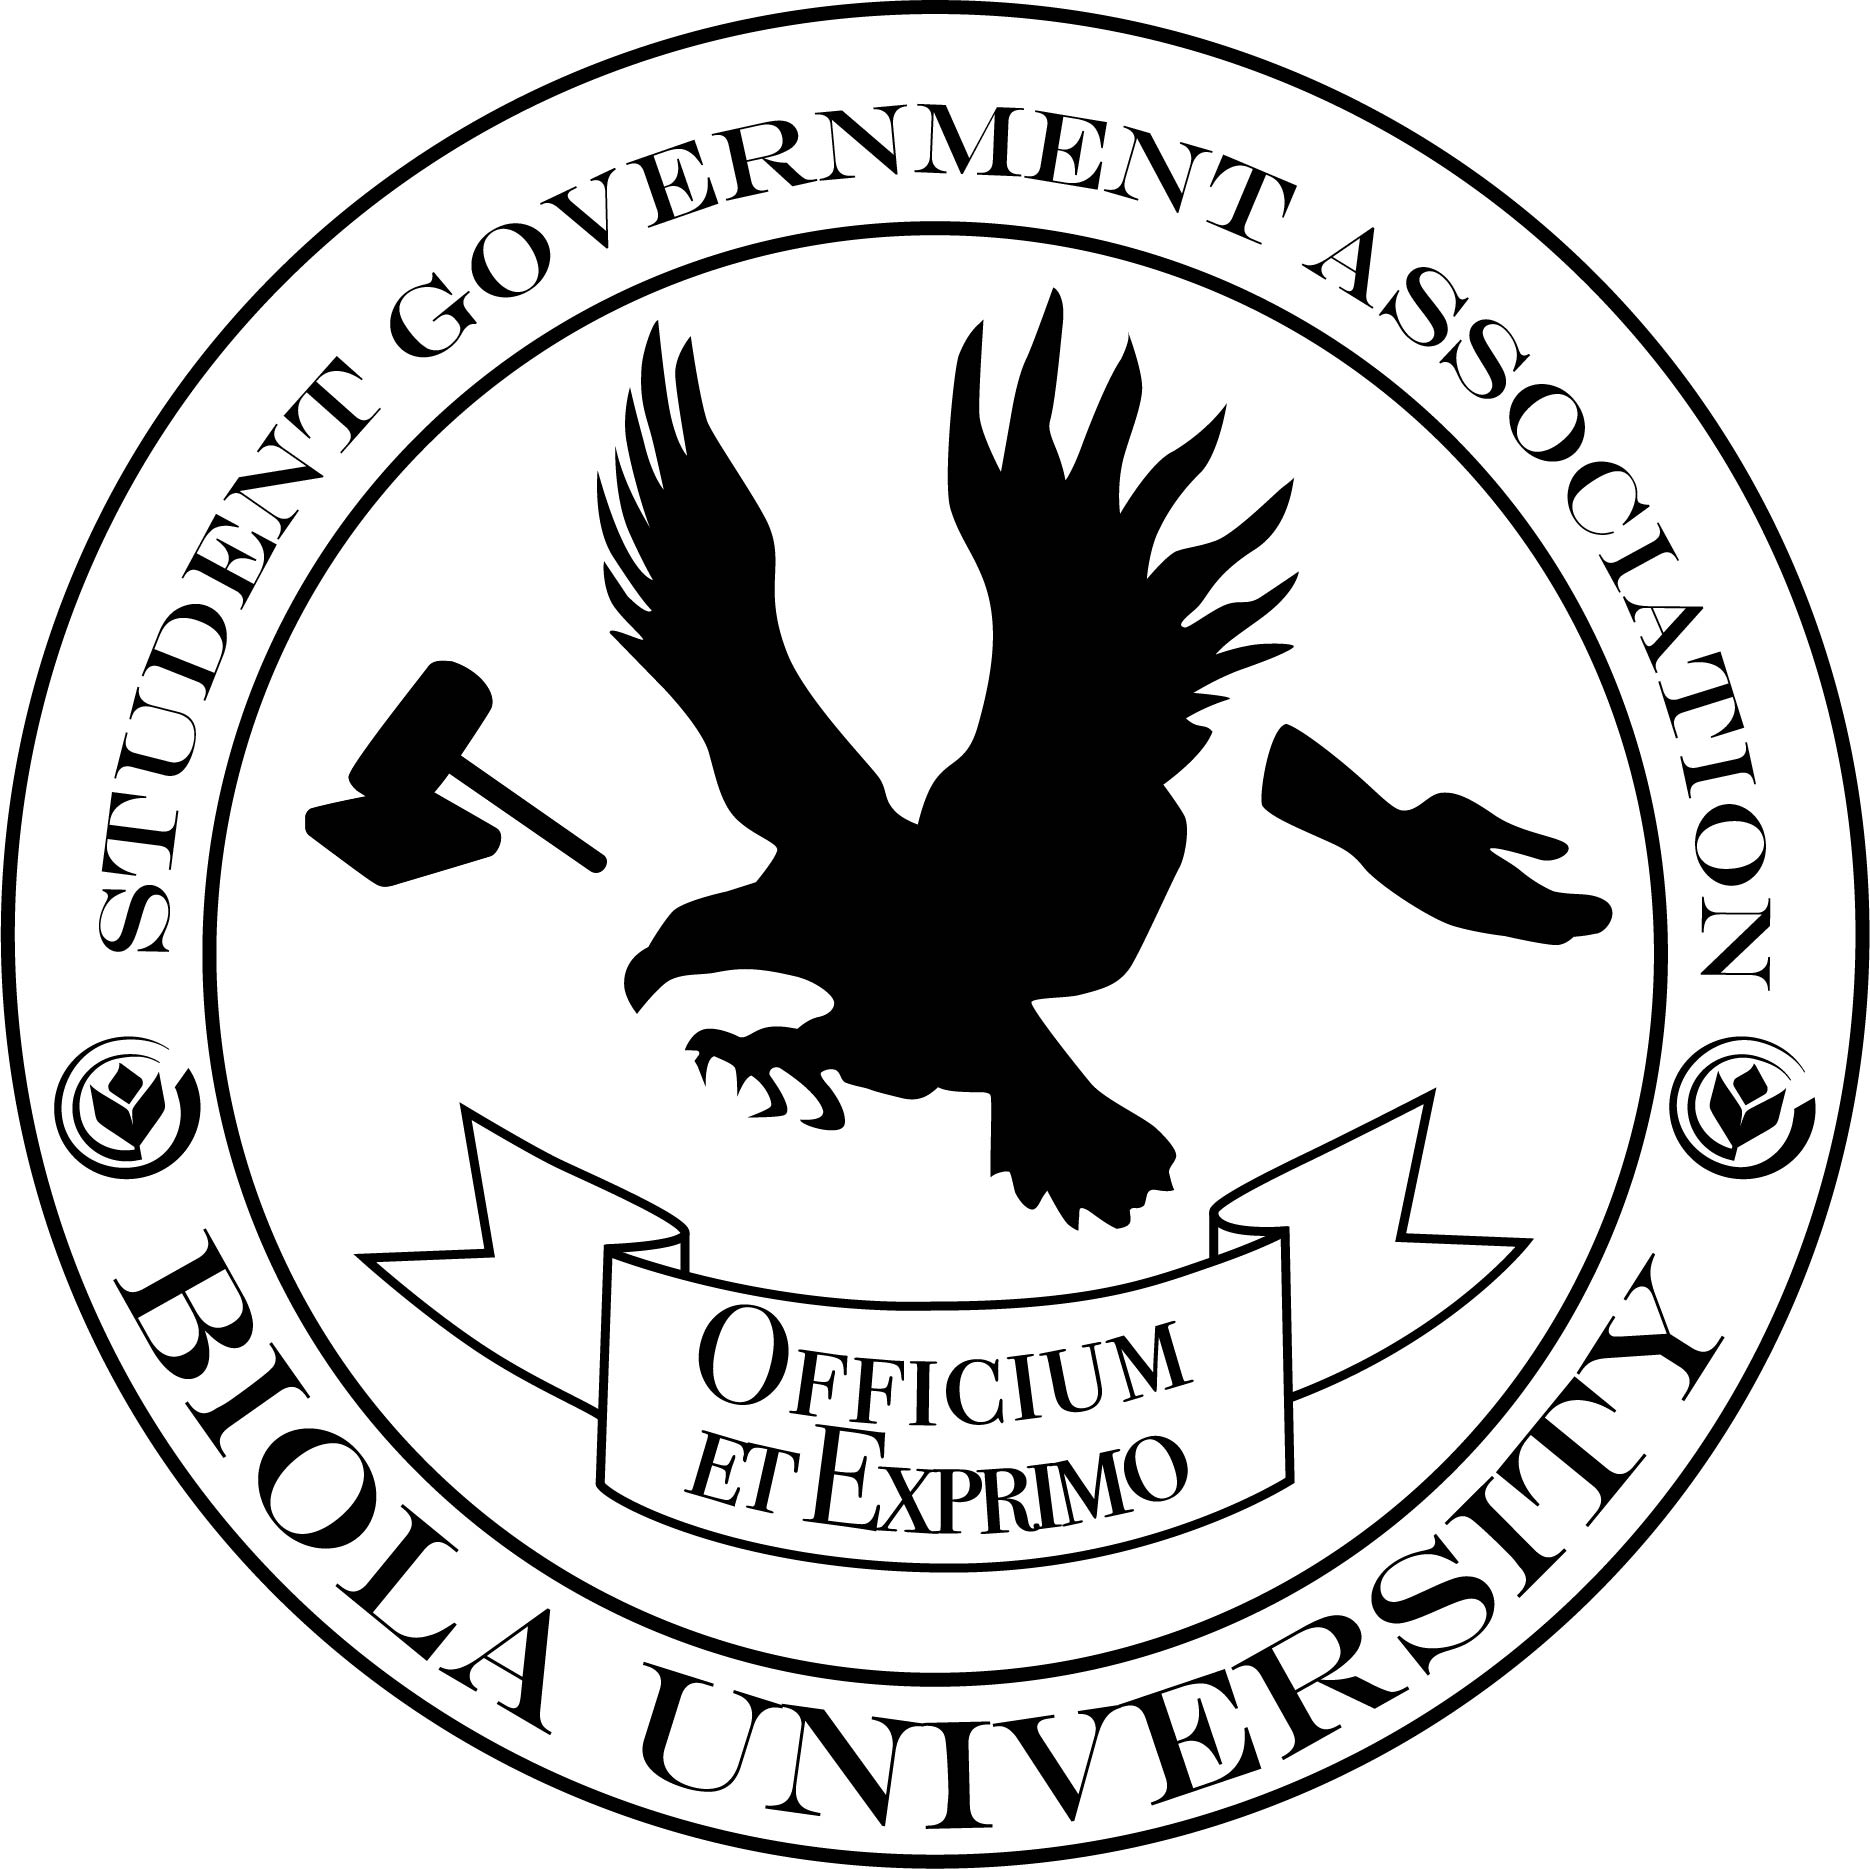 STUDENT GOVERNMENT ASSOCIATION
OFFICIUM
ET EXPRIMO
BIOLA UNIVERSITY